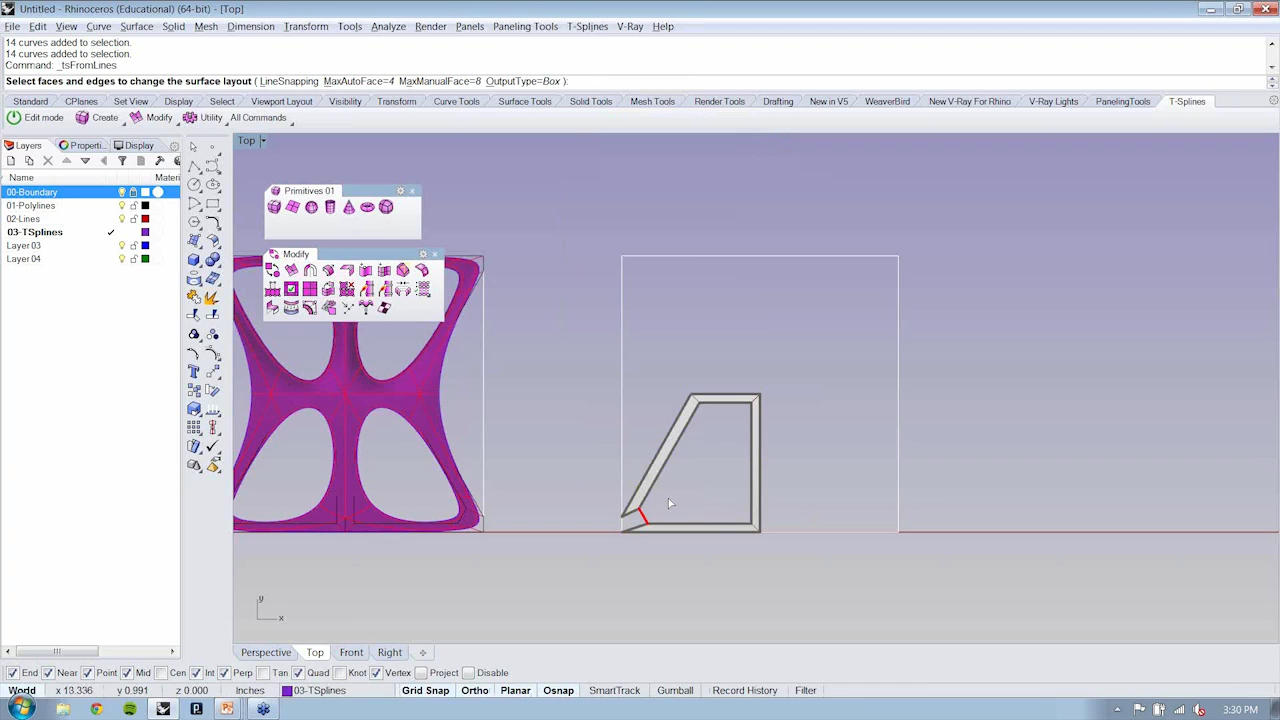 Untitled - Rhinoceros (Educational) (64-bit) - [Top]
File Edit View Curve Surface Solid Mesh Dimension Transform Tools Analyze Render Panels Paneling Tools T-Splines V-Ray Help
14 curves added to selection.
14 curves added to selection.
Command: _tsFromLines
Select faces and edges to change the surface layout ( LineSnapping MaxAutoFace=4 MaxManualFace=8 OutputType=Box ):
Standard CPlanes Set View Display Select Viewport Layout Visibility Transform Curve Tools Surface Tools Solid Tools Mesh Tools Render Tools Drafting New in V5 WeaverBird New V-Ray For Rhino V-Ray Lights PanelingTools T-Splines
Edit mode Create Modify Utility All Commands
Layers Properti... Display
Top
Name Materi
00-Boundary
01-Polylines
02-Lines
03-TSplines
Layer 03
Layer 04
Primitives 01
Modify
y
x
Perspective Top Front Right
End Near Point Mid Cen Int Perp Tan Quad Knot Vertex Project Disable
World x 13.336 y 0.991 z 0.000 Inches 03-TSplines Grid Snap Ortho Planar Osnap SmartTrack Gumball Record History Filter
3:30 PM